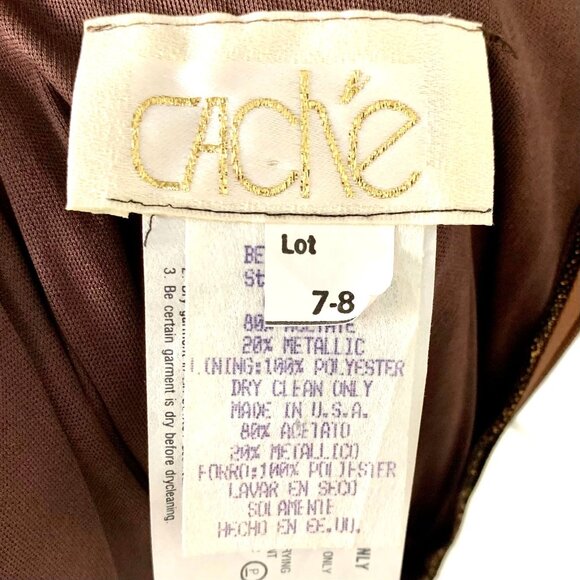 CAché
Lot
7-8
BE
St
80% ACETATE
20% METALLIC
LINING:100% POLYESTER
DRY CLEAN ONLY
MADE IN U.S.A.
80% ACETATO
20% METALLICO
FORRO:100% POLIESTER
LAVAR EN SECO
SOLAMENTE
HECHO EN EE.UU.
3. Be certain garment is dry before drycleaning.
ONLY
P